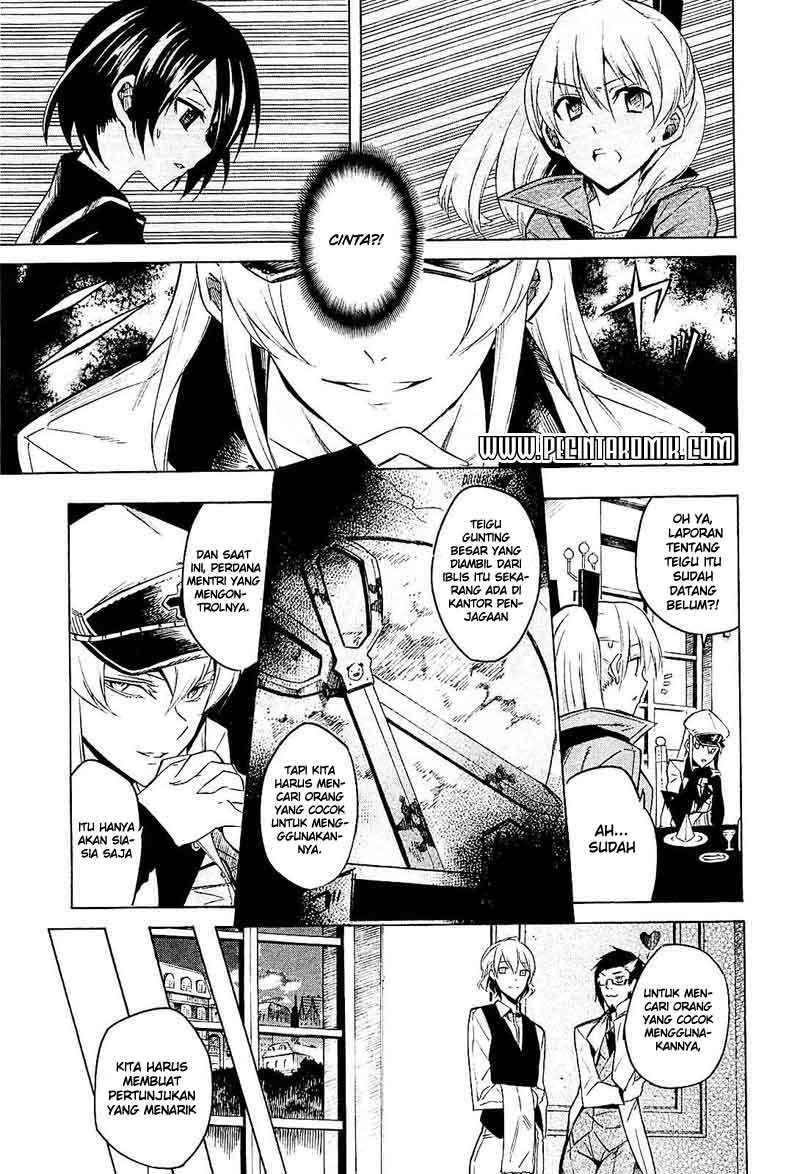 CINTA?!
WWW.PECINTAKOMIK.COM
OH YA,
LAPORAN
TENTANG
TEIGU ITU
SUDAH
DATANG
BELUM?!
AH...
SUDAH
TEIGU
GUNTING
BESAR YANG
DIAMBIL DARI
IBLIS ITU SEKA-
RANG ADA DI
KANTOR PEN-
JAGAAN
TAPI KITA
HARUS MEN-
CARI ORANG
YANG COCOK
UNTUK MENG-
GUNAKAN-
NYA.
DAN SAAT
INI, PERDANA
MENTRI YANG
MENGON-
TROLNYA.
ITU HANYA
AKAN SIA-
SIA SAJA
UNTUK MEN-
CARI ORANG
YANG COCOK
MENGGUNA-
KANNYA,
KITA HARUS
MEMBUAT
PERTUNJUKAN
YANG MENARIK